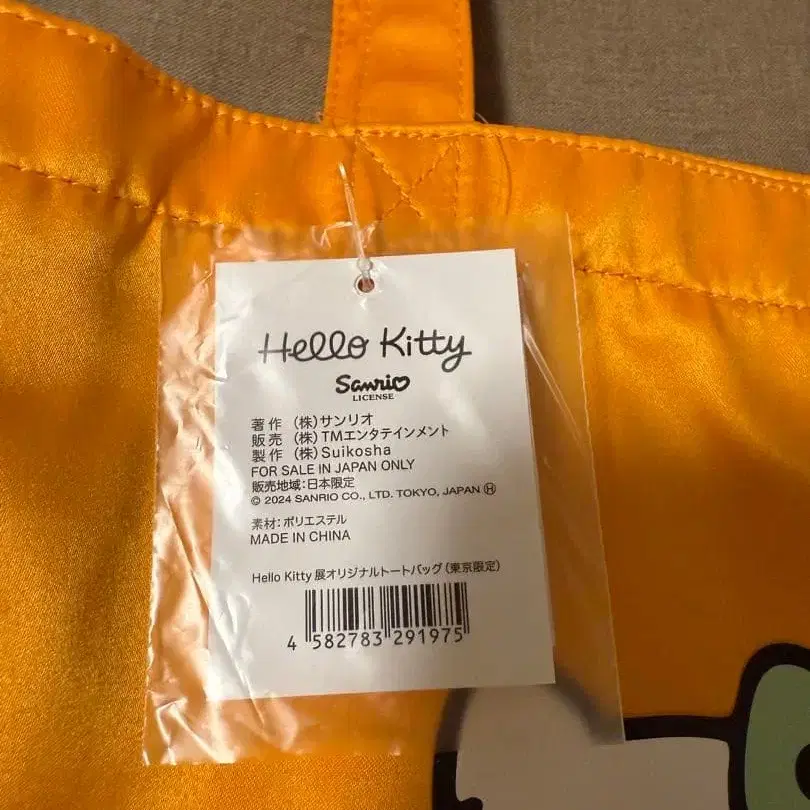 Hello Kitty
Sanrio
LICENSE
著作 (株)サンリオ
販売 (株)TMエンタテインメント
製作 (株)Suikosha
FOR SALE IN JAPAN ONLY
販売地域:日本限定
© 2024 SANRIO CO., LTD. TOKYO, JAPAN Ⓗ
素材:ポリエステル
MADE IN CHINA
Hello Kitty 展オリジナルトートバッグ(東京限定)
4 582783 291975